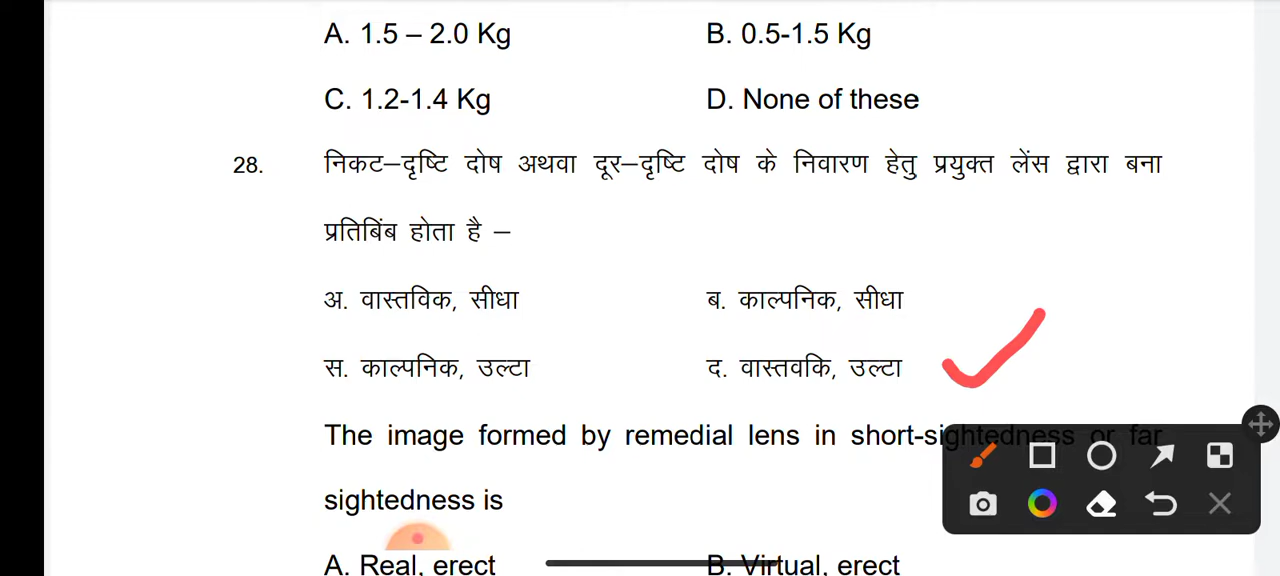 A. 1.5 – 2.0 Kg B. 0.5-1.5 Kg
C. 1.2-1.4 Kg D. None of these
28. निकट–दृष्टि दोष अथवा दूर–दृष्टि दोष के निवारण हेतु प्रयुक्त लेंस द्वारा बना
प्रतिबिंब होता है –
अ. वास्तविक, सीधा ब. काल्पनिक, सीधा
स. काल्पनिक, उल्टा द. वास्तवकि, उल्टा
The image formed by remedial lens in short-sightedness or far
sightedness is
A. Real, erect B. Virtual, erect